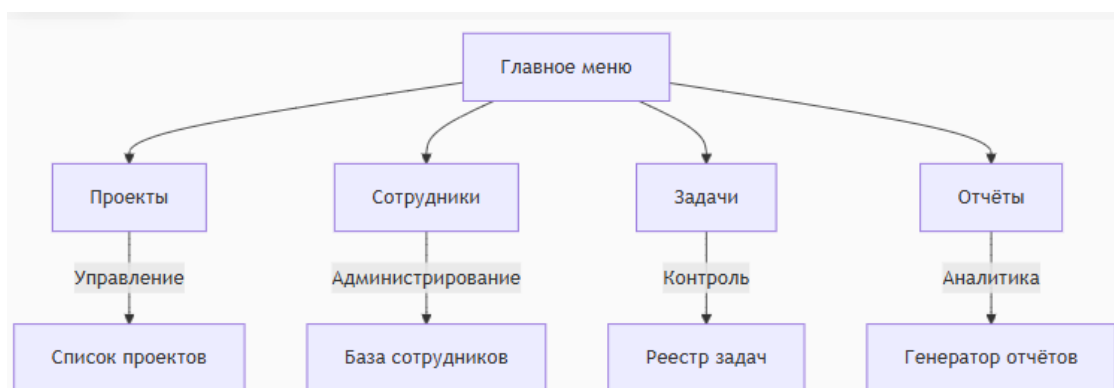 Главное меню
Проекты
Сотрудники
Задачи
Отчёты
Управление
Администрирование
Контроль
Аналитика
Список проектов
База сотрудников
Реестр задач
Генератор отчётов